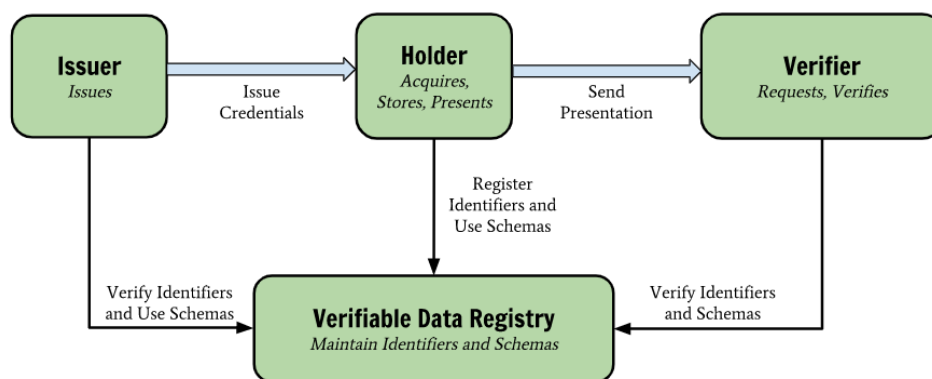 Issuer
Issues
Issue
Credentials
Holder
Acquires,
Stores, Presents
Send
Presentation
Verifier
Requests, Verifies
Register
Identifiers and
Use Schemas
Verify Identifiers
and Use Schemas
Verifiable Data Registry
Maintain Identifiers and Schemas
Verify Identifiers
and Schemas